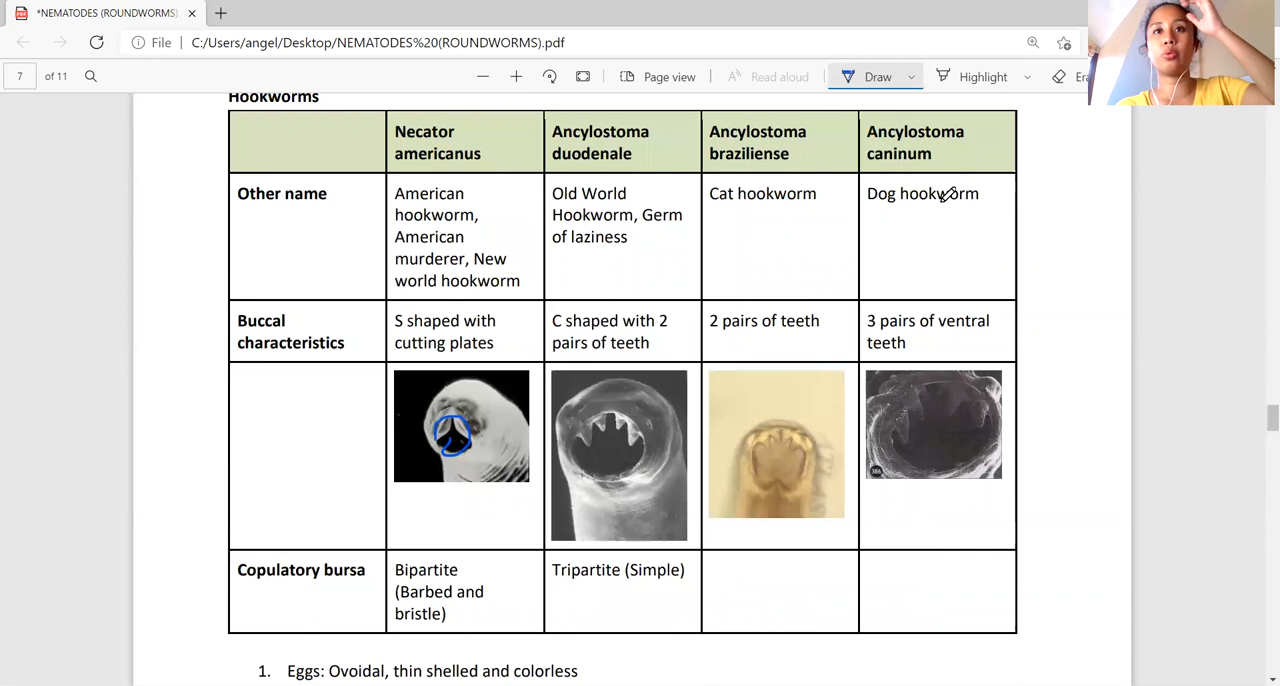 *NEMATODES (ROUNDWORMS)
File
C:/Users/angel/Desktop/NEMATODES%20(ROUNDWORMS).pdf
7 of 11
Page view
Read aloud
Draw
Highlight
Era
Hookworms
Necator americanus
Ancylostoma duodenale
Ancylostoma braziliense
Ancylostoma caninum
Other name
American
hookworm,
American
murderer, New
world hookworm
Old World
Hookworm, Germ
of laziness
Cat hookworm
Dog hookworm
Buccal
characteristics
S shaped with
cutting plates
C shaped with 2
pairs of teeth
2 pairs of teeth
3 pairs of ventral
teeth
386
Copulatory bursa
Bipartite
(Barbed and
bristle)
Tripartite (Simple)
1. Eggs: Ovoidal, thin shelled and colorless